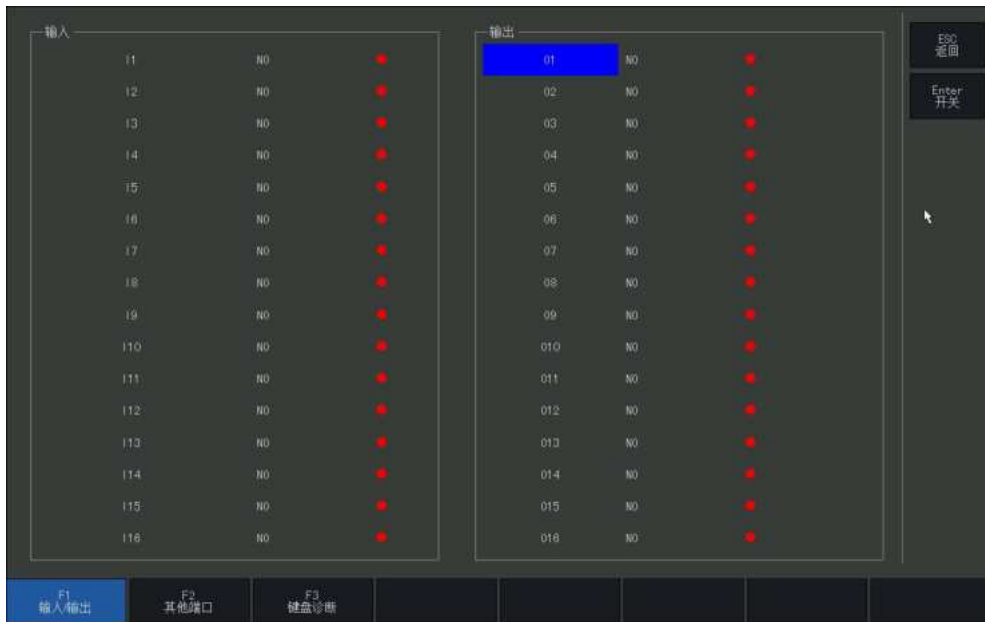 输入
I1 NO
I2 NO
I3 NO
I4 NO
I5 NO
I6 NO
I7 NO
I8 NO
I9 NO
I10 NO
I11 NO
I12 NO
I13 NO
I14 NO
I15 NO
I16 NO
输出
O1 NO
O2 NO
O3 NO
O4 NO
O5 NO
O6 NO
O7 NO
O8 NO
O9 NO
O10 NO
O11 NO
O12 NO
O13 NO
O14 NO
O15 NO
O16 NO
ESC
返回
Enter
开关
F1
输入/输出
F2
其他端口
F3
键盘诊断